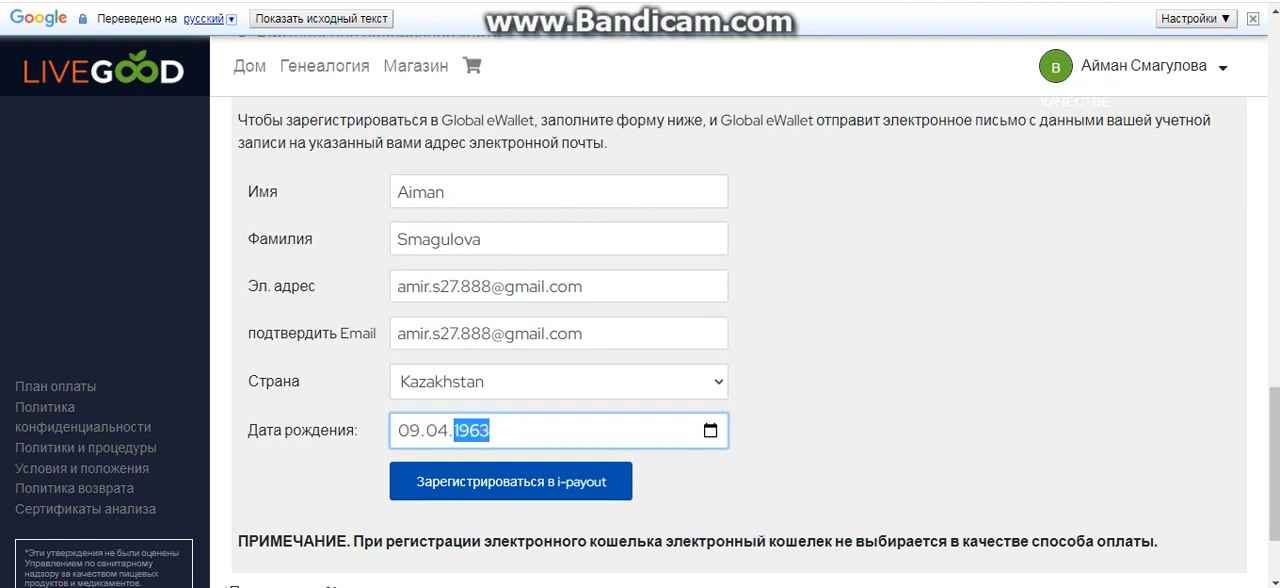 Google Переведено на русский Показать исходный текст
www.Bandicam.com
Настройки ▼
LIVEGOOD
Дом Генеалогия Магазин
В Айман Смагулова
КАЧЕСТВЕ
Чтобы зарегистрироваться в Global eWallet, заполните форму ниже, и Global eWallet отправит электронное письмо с данными вашей учетной
записи на указанный вами адрес электронной почты.
Имя Aiman
Фамилия Smagulova
Эл. адрес amir.s27.888@gmail.com
подтвердить Email amir.s27.888@gmail.com
Страна Kazakhstan
Дата рождения: 09.04.1963
Зарегистрироваться в i-payout
ПРИМЕЧАНИЕ. При регистрации электронного кошелька электронный кошелек не выбирается в качестве способа оплаты.
План оплаты
Политика
конфиденциальности
Политики и процедуры
Условия и положения
Политика возврата
Сертификаты анализа
*Эти утверждения не были оценены
Управлением по санитарному
надзору за качеством пищевых
продуктов и медикаментов.